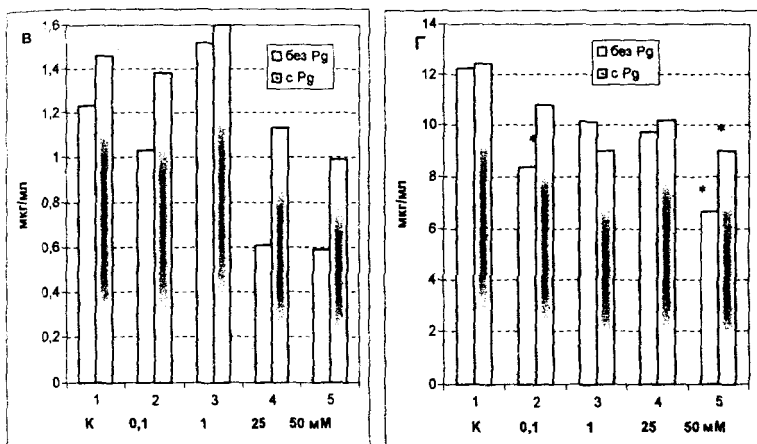 В
1,6
1,4
1,2
1
0,8
0,6
0,4
0,2
0
мкг/мл
без Pg
с Pg
1 2 3 4 5
К 0,1 1 25 50 мМ
Г
14
12
10
8
6
4
2
0
мкг/мл
без Pg
с Pg
*
*
*
1 2 3 4 5
К 0,1 1 25 50 мМ